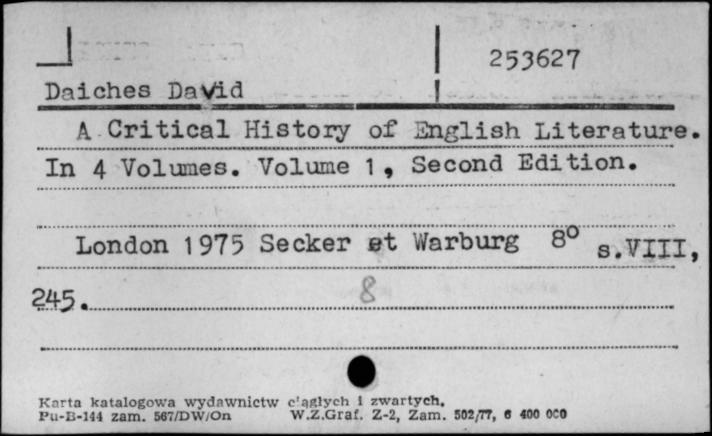 253627
Daiches David
A Critical History of English Literature.
In 4 Volumes. Volume 1, Second Edition.
London 1975 Secker et Warburg 8° s.VIII,
245.
8
Karta katalogowa wydawnictw ciągłych i zwartych.
Pu-B-144 zam. 567/DW/On W.Z.Graf. Z-2, Zam. 502/77, 6 400 000